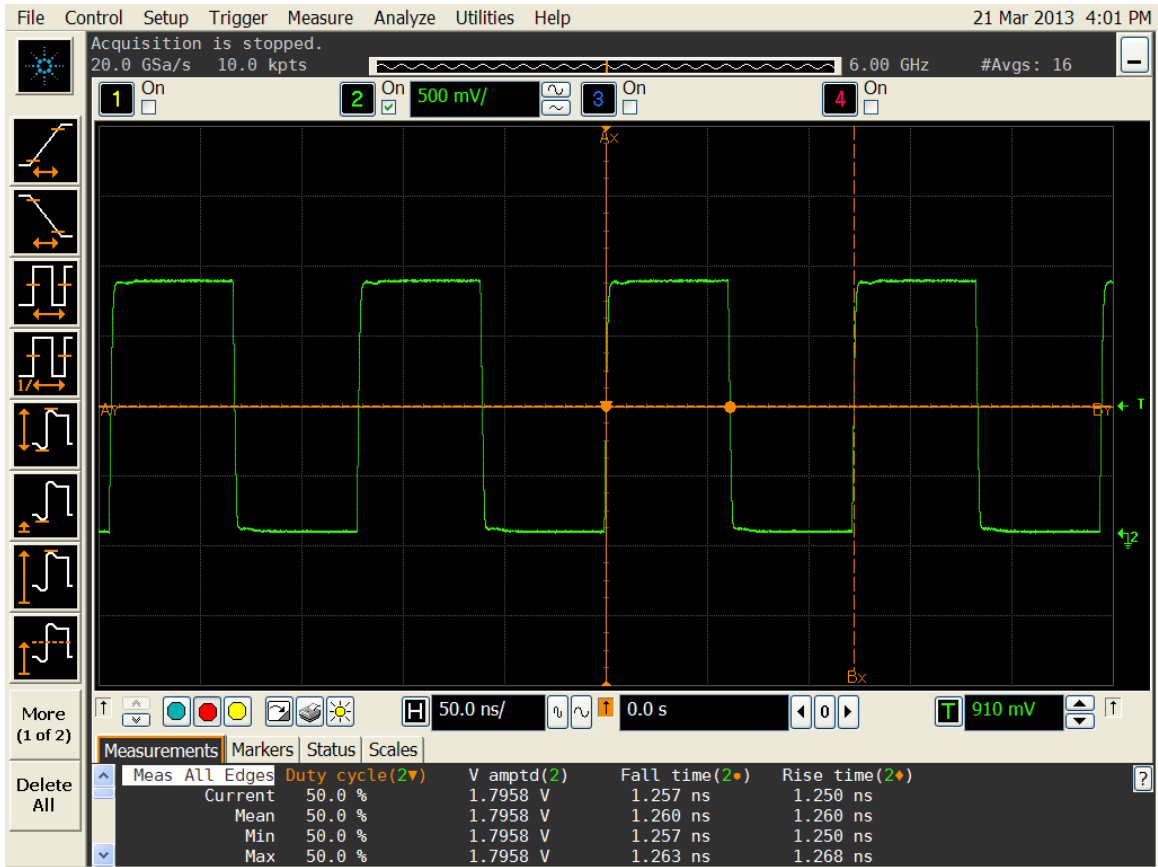 File Control Setup Trigger Measure Analyze Utilities Help 21 Mar 2013 4:01 PM
Acquisition is stopped.
20.0 GSa/s 10.0 kpts 6.00 GHz #Avgs: 16
1 On 2 On 500 mV/ 3 On 4 On
Ax
1/
AY BY T
2
Bx
More
(1 of 2)
Delete
All
H 50.0 ns/ 0.0 s 0 T 910 mV
Measurements Markers Status Scales
Meas All Edges Duty cycle(2▼) V amptd(2) Fall time(2●) Rise time(2♦) ?
Current 50.0 % 1.7958 V 1.257 ns 1.250 ns
Mean 50.0 % 1.7958 V 1.260 ns 1.260 ns
Min 50.0 % 1.7958 V 1.257 ns 1.250 ns
Max 50.0 % 1.7958 V 1.263 ns 1.268 ns